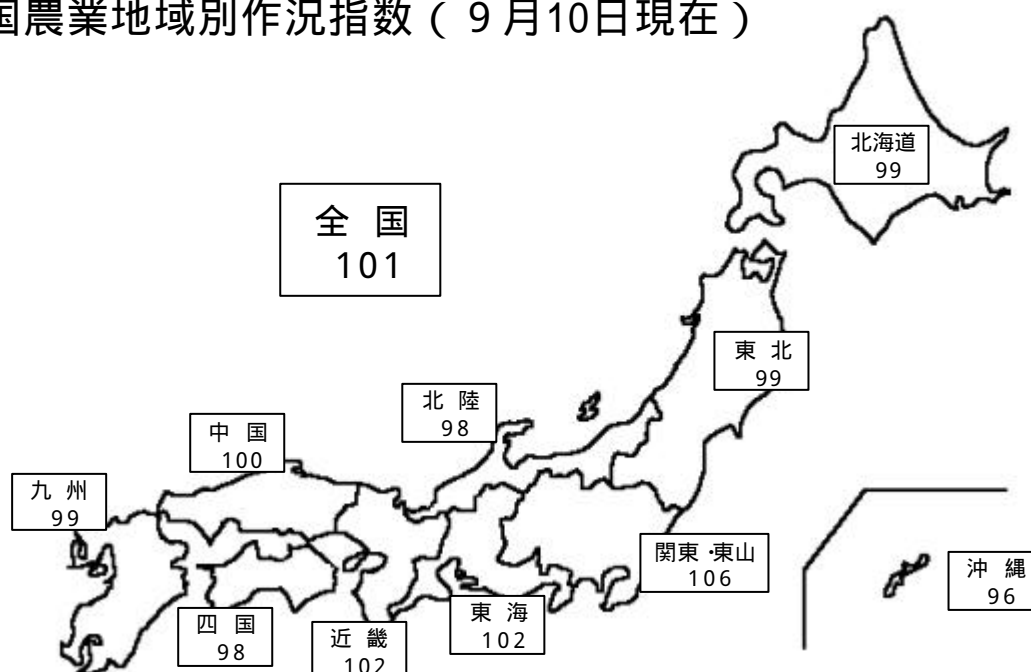 国農業地域別作況指数(9月10日現在)
北海道
99
全 国
101
東 北
99
北 陸
98
中 国
100
九 州
99
関東・東山
106
沖 縄
96
東 海
102
四 国
98
近 畿
102